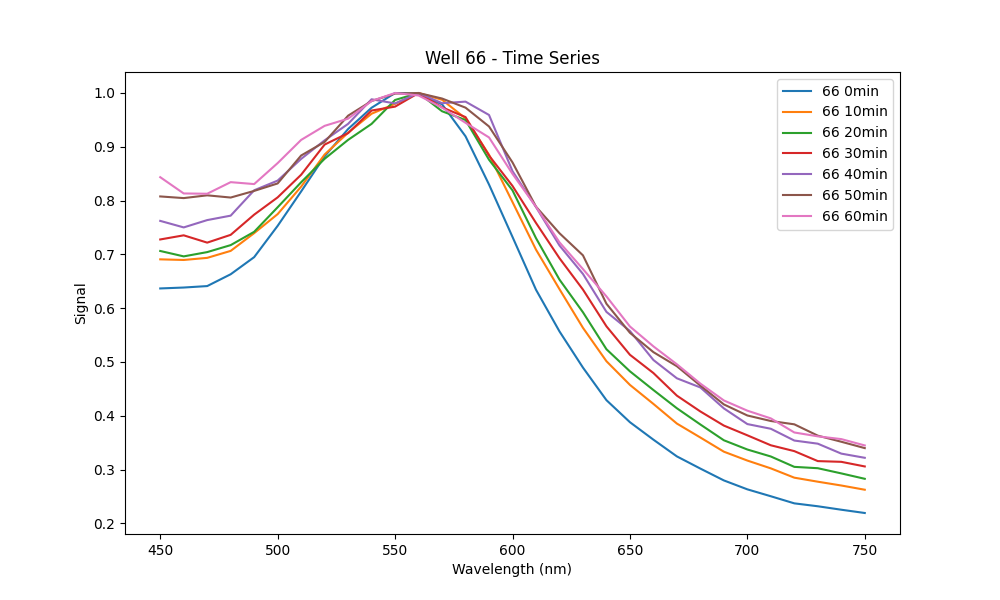 Well 66 - Time Series
Signal
1.0
0.9
0.8
0.7
0.6
0.5
0.4
0.3
0.2
66 0min
66 10min
66 20min
66 30min
66 40min
66 50min
66 60min
450 500 550 600 650 700 750
Wavelength (nm)